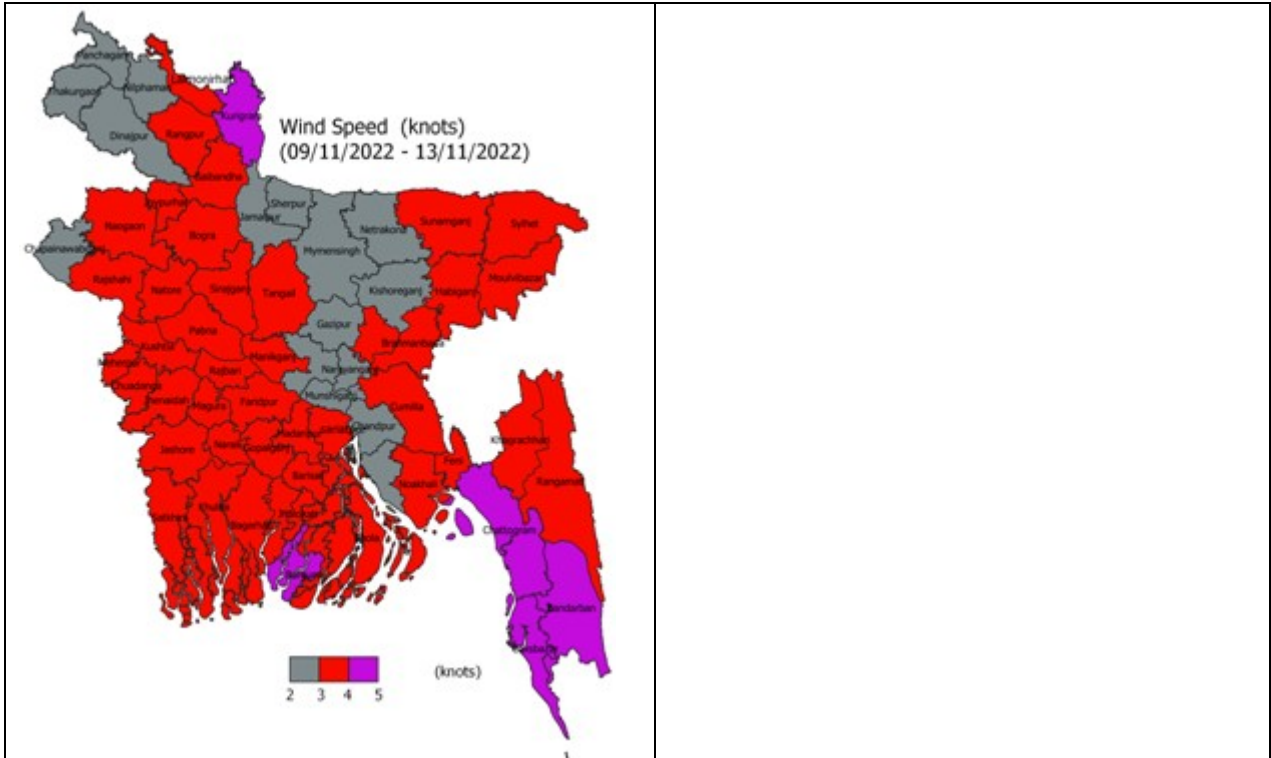 Panchagarh
Lalmonirhat
Nilphamari
Thakurgaon
Kurigram
Wind Speed (knots)
Dinajpur
Rangpur
(09/11/2022 - 13/11/2022)
Gaibandha
Joypurhat
Sherpur
Jamalpur
Naogaon
Sunamganj
Sylhet
Netrakona
Bogra
Chapainawabganj
Mymensingh
Rajshahi
Moulvibazar
Natore
Sirajganj
Tangail
Kishoreganj
Habiganj
Gazipur
Pabna
Kushtia
Brahmanbaria
Manikganj
Meherpur
Rajbari
Narayanganj
Chuadanga
Jhenaidah
Magura
Faridpur
Munshiganj
Cumilla
Chandpur
Madaripur
Khagrachhari
Jashore
Narail
Gopalganj
Feni
Barisal
Noakhali
Rangamati
Satkhira
Khulna
Bagerhat
Chattogram
Bhola
Bandarban
(knots)
2 3 4 5